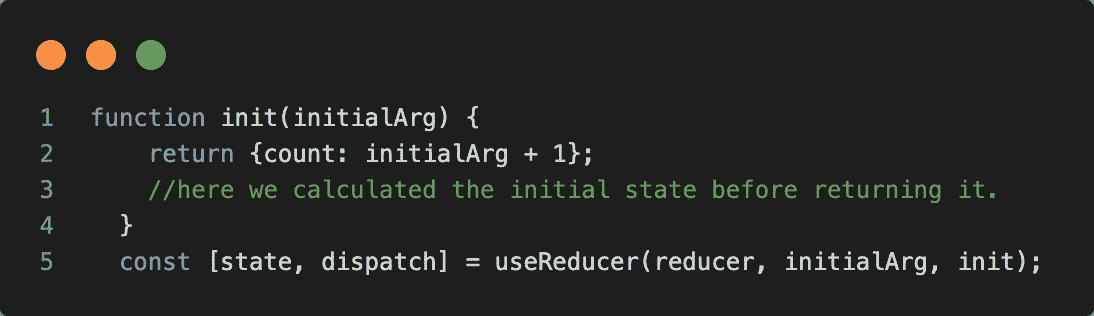 1 function init(initialArg) {
2 return {count: initialArg + 1};
3 //here we calculated the initial state before returning it.
4 }
5 const [state, dispatch] = useReducer(reducer, initialArg, init);